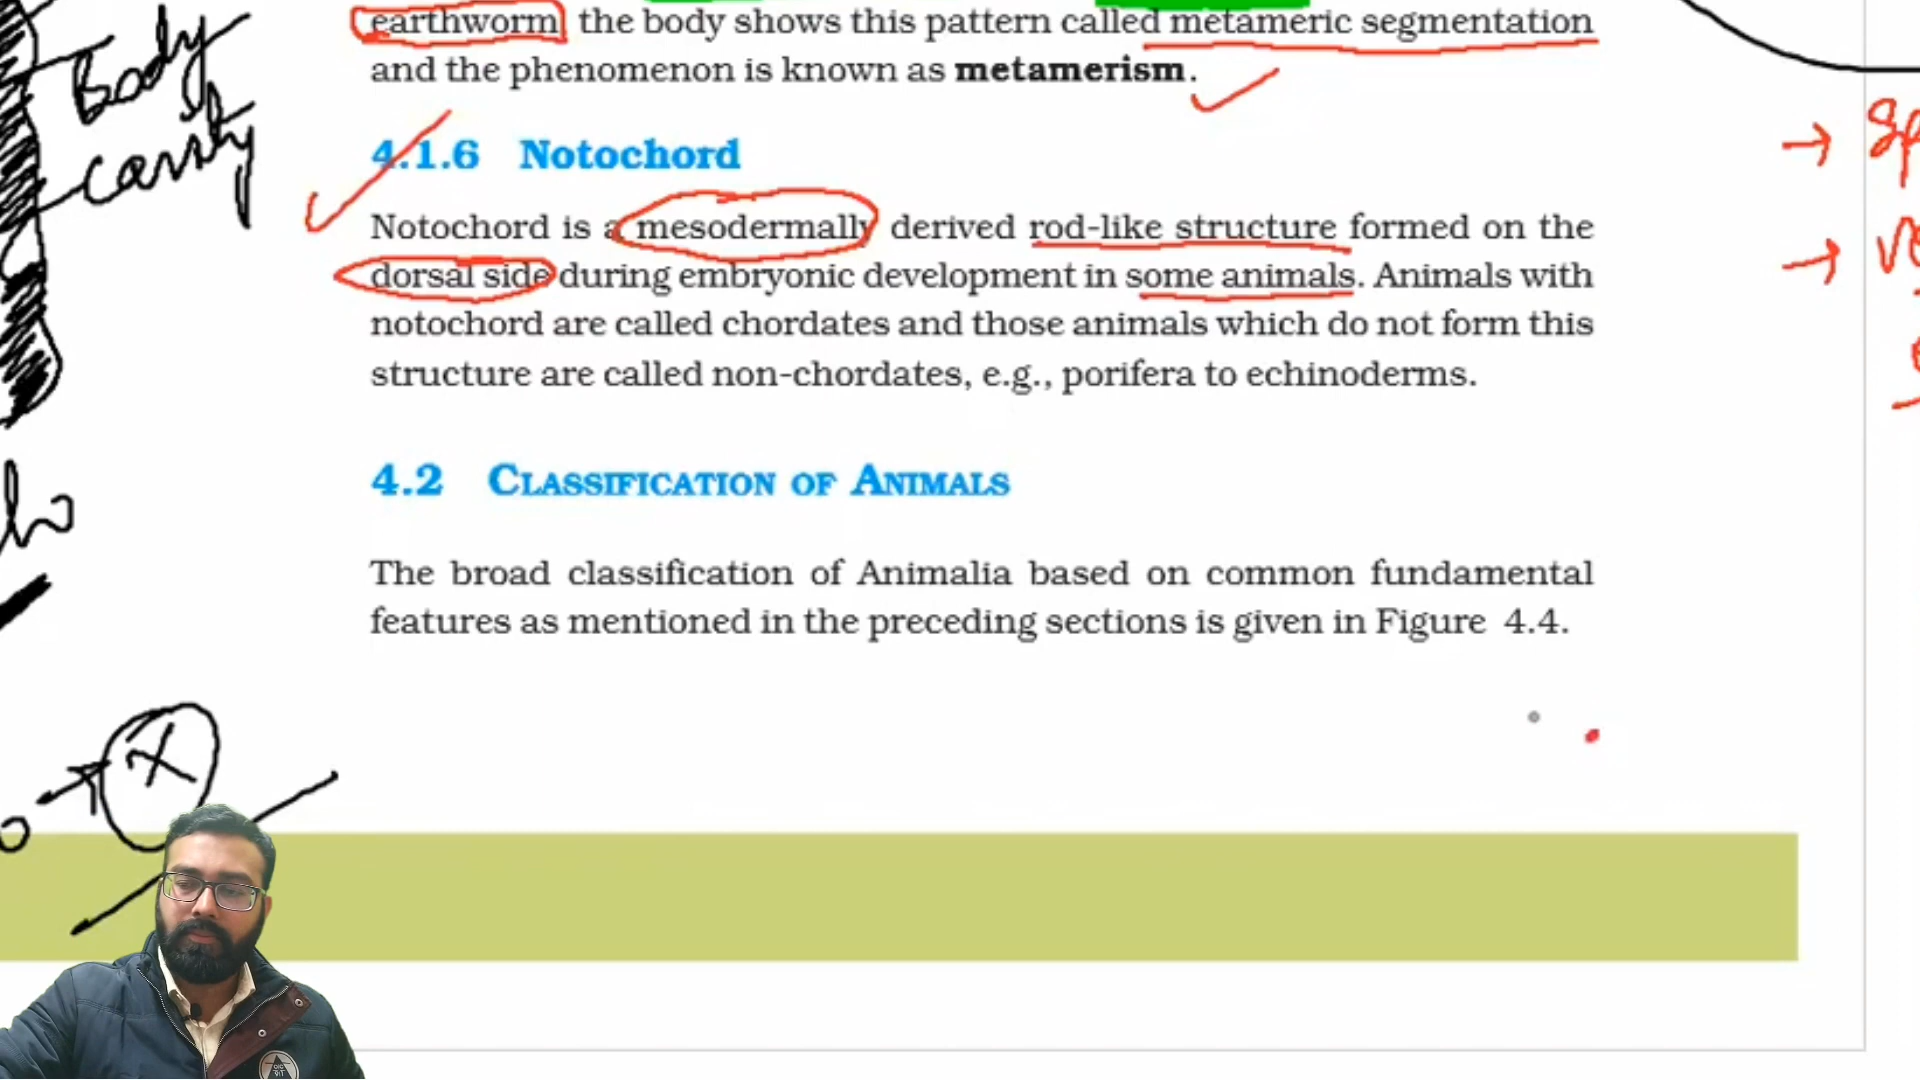 earthworm, the body shows this pattern called metameric segmentation
and the phenomenon is known as metamerism.
4.1.6 Notochord
Notochord is a mesodermally derived rod-like structure formed on the
dorsal side during embryonic development in some animals. Animals with
notochord are called chordates and those animals which do not form this
structure are called non-chordates, e.g., porifera to echinoderms.
4.2 CLASSIFICATION OF ANIMALS
The broad classification of Animalia based on common fundamental
features as mentioned in the preceding sections is given in Figure 4.4.
Body
cavity
X